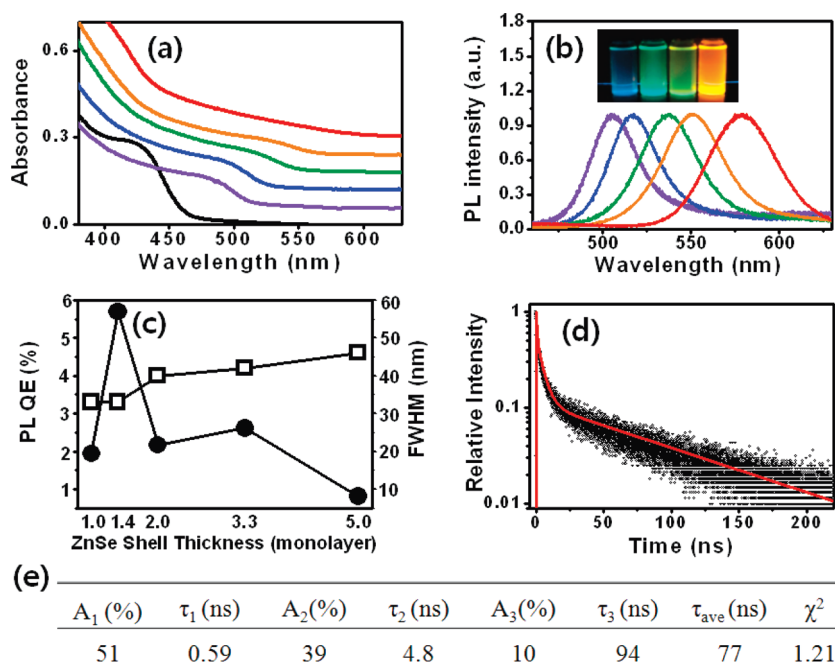 (a)
Absorbance
0.6
0.3
0.0
400 450 500 550 600
Wavelength (nm)
(b)
PL intensity (a.u.)
1.8
1.5
1.2
0.9
0.6
0.3
0.0
500 550 600
Wavelength (nm)
(c)
PL QE (%)
6
5
4
3
2
1
60
50
40
30
20
10
FWHM (nm)
1.0 1.4 2.0 3.3 5.0
ZnSe Shell Thickness (monolayer)
(d)
Relative Intensity
1
0.1
0.01
0 50 100 150 200
Time (ns)
(e)
A₁ (%) τ₁ (ns) A₂(%) τ₂ (ns) A₃(%) τ₃ (ns) τₐᵥₑ (ns) χ²
51 0.59 39 4.8 10 94 77 1.21